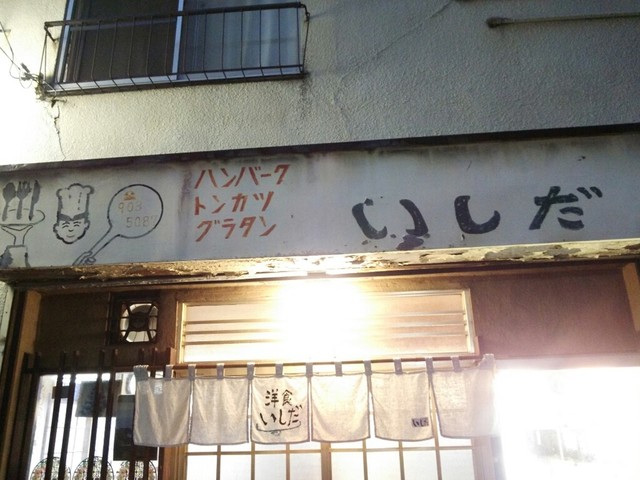 ハンバーグ
トンカツ
グラタン
いしだ
洋食
いしだ